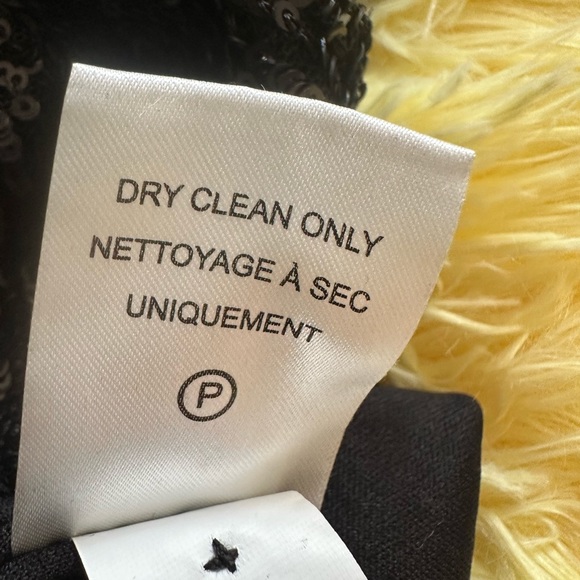 DRY CLEAN ONLY
NETTOYAGE À SEC
UNIQUEMENT
P